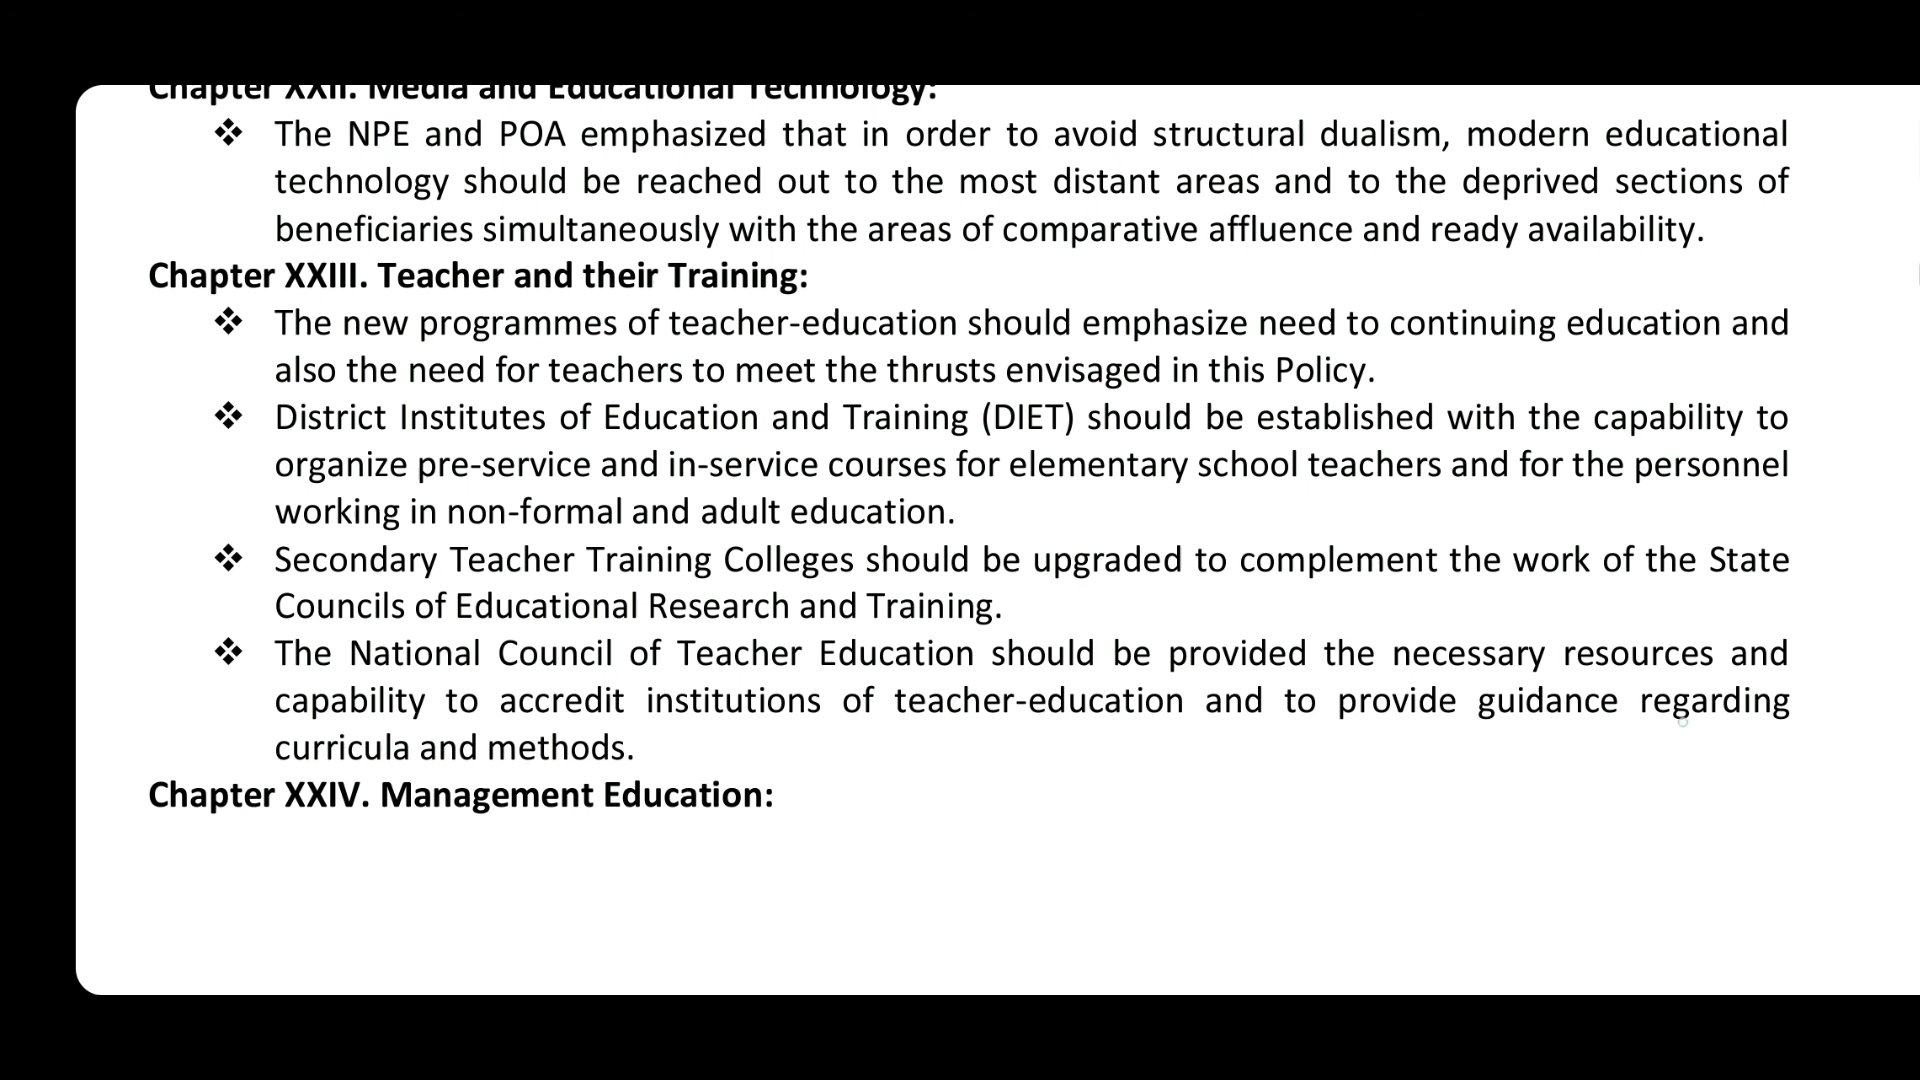 Chapter XXII. Media and Educational Technology:
❖ The NPE and POA emphasized that in order to avoid structural dualism, modern educational
technology should be reached out to the most distant areas and to the deprived sections of
beneficiaries simultaneously with the areas of comparative affluence and ready availability.
Chapter XXIII. Teacher and their Training:
❖ The new programmes of teacher-education should emphasize need to continuing education and
also the need for teachers to meet the thrusts envisaged in this Policy.
❖ District Institutes of Education and Training (DIET) should be established with the capability to
organize pre-service and in-service courses for elementary school teachers and for the personnel
working in non-formal and adult education.
❖ Secondary Teacher Training Colleges should be upgraded to complement the work of the State
Councils of Educational Research and Training.
❖ The National Council of Teacher Education should be provided the necessary resources and
capability to accredit institutions of teacher-education and to provide guidance regarding
curricula and methods.
Chapter XXIV. Management Education: